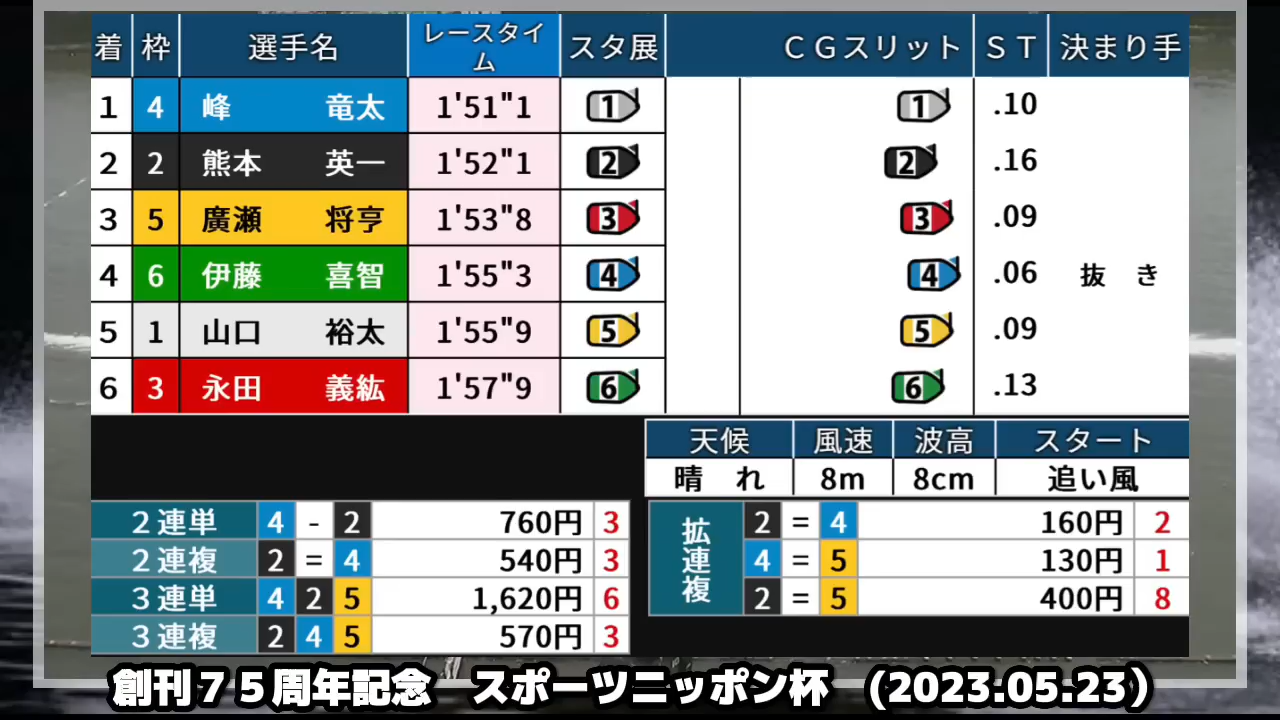 着 枠 選手名 レースタイム スタ展 CGスリット ST 決まり手
1 4 峰 竜太 1'51"1 1 1 .10
2 2 熊本 英一 1'52"1 2 2 .16
3 5 廣瀬 将亨 1'53"8 3 3 .09
4 6 伊藤 喜智 1'55"3 4 4 .06 抜 き
5 1 山口 裕太 1'55"9 5 5 .09
6 3 永田 義紘 1'57"9 6 6 .13
天候 風速 波高 スタート
晴 れ 8m 8cm 追い風
2連単 4 - 2 760円 3
2連複 2 = 4 540円 3
3連単 4 2 5 1,620円 6
3連複 2 4 5 570円 3
拡連複
2 = 4 160円 2
4 = 5 130円 1
2 = 5 400円 8
創刊75周年記念 スポーツニッポン杯 (2023.05.23)